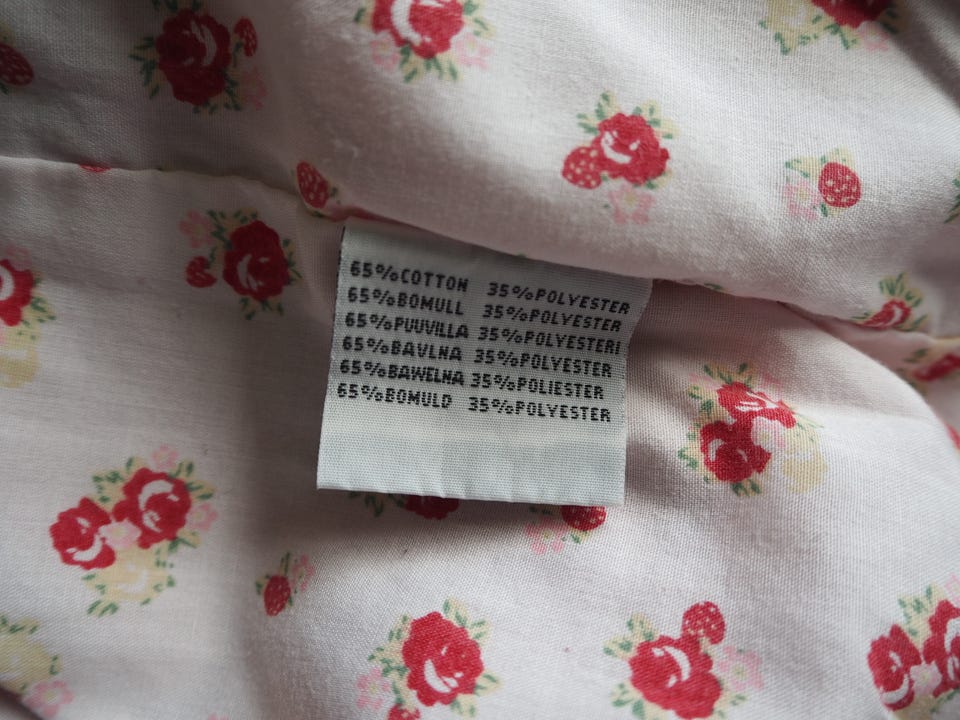 65%COTTON 35%POLYESTER
65%BOMULL 35%POLYESTER
65%PUUVILLA 35%POLYESTERI
65%BAVLNA 35%POLYESTER
65%BAWELNA 35%POLIESTER
65%BOMULD 35%POLYESTER